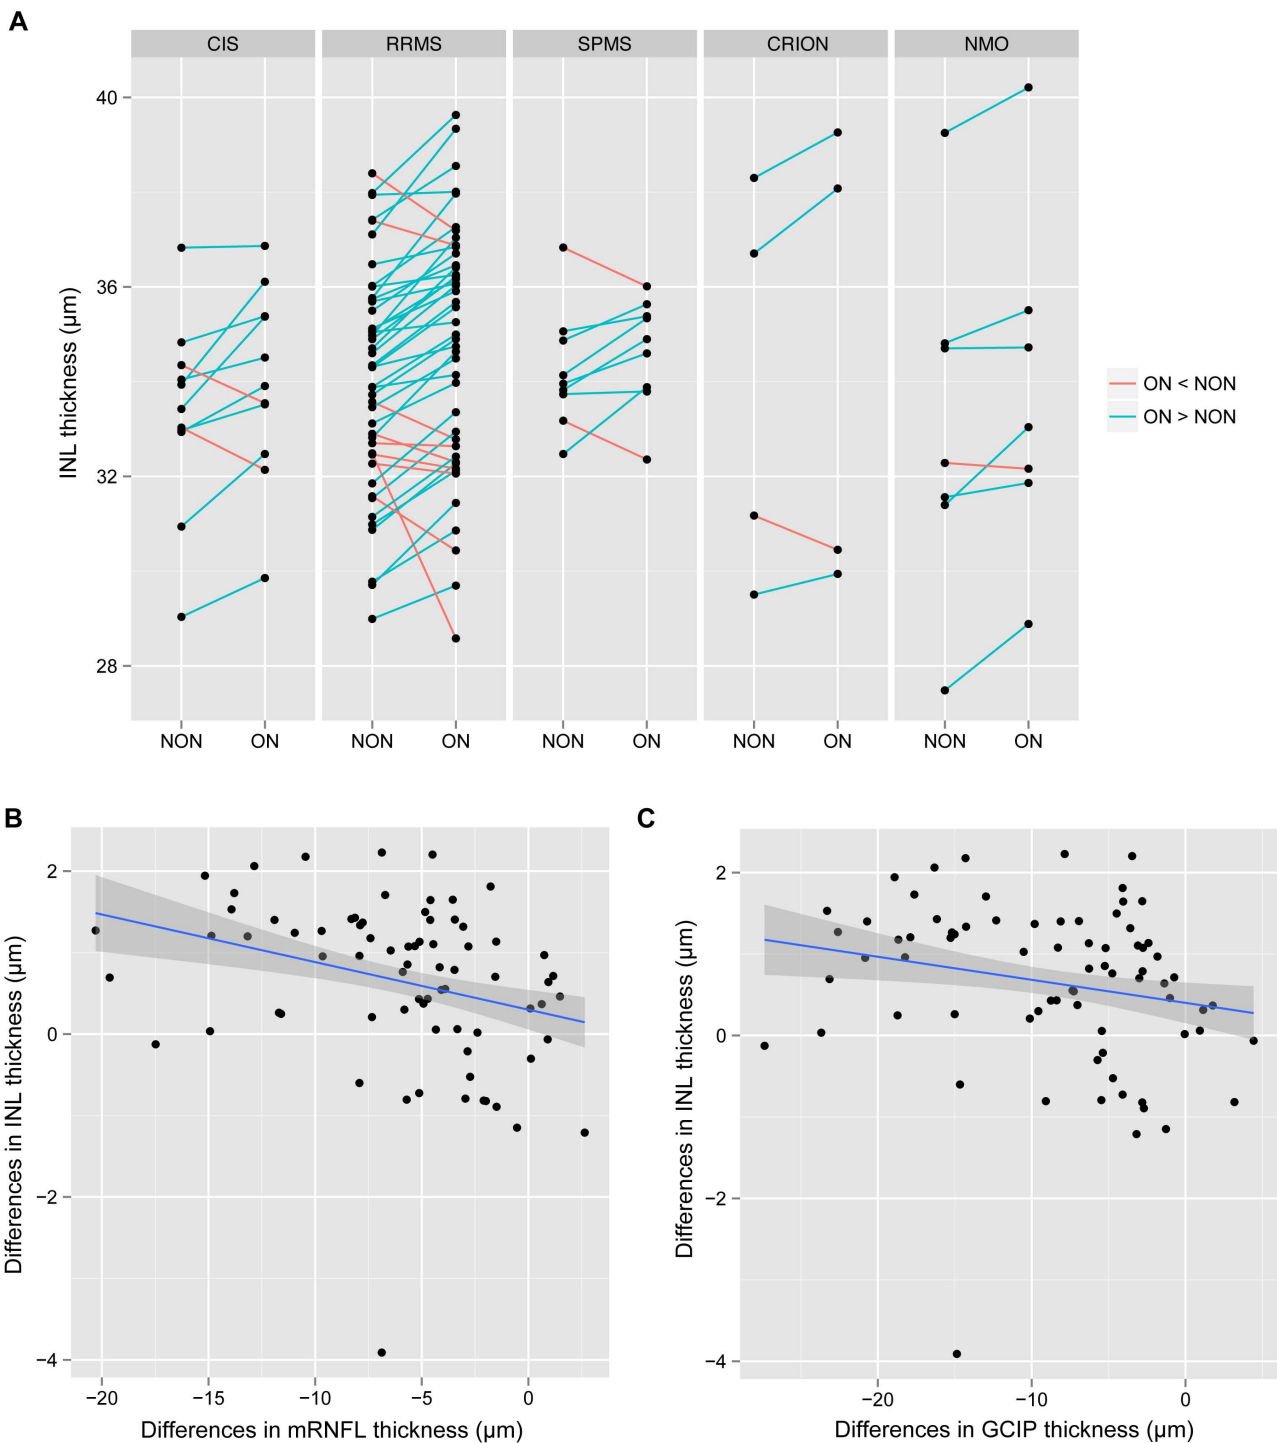 A
CIS RRMS SPMS CRION NMO
40
36
32
28
INL thickness (µm)
ON < NON
ON > NON
NON ON NON ON NON ON NON ON NON ON
B
2
0
−2
−4
Differences in INL thickness (µm)
−20 −15 −10 −5 0
Differences in mRNFL thickness (µm)
C
2
0
−2
−4
Differences in INL thickness (µm)
−20 −10 0
Differences in GCIP thickness (µm)